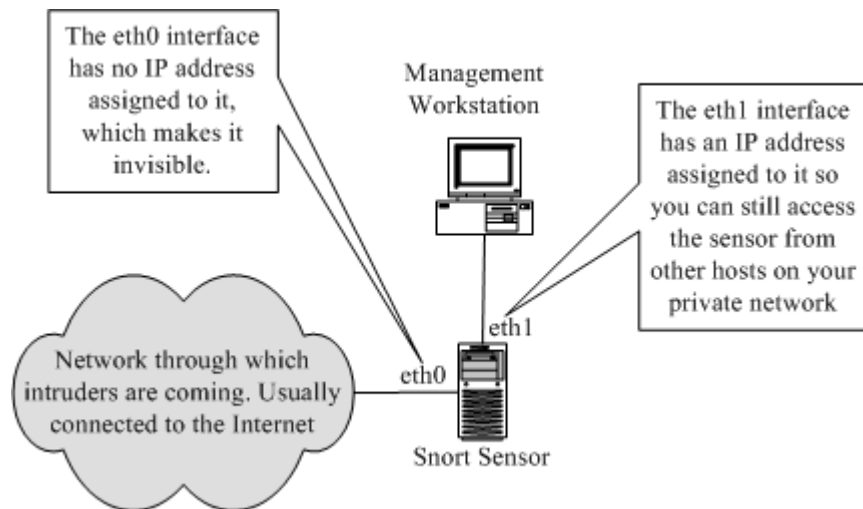 The eth0 interface
has no IP address
assigned to it,
which makes it
invisible.
Management
Workstation
The eth1 interface
has an IP address
assigned to it so
you can still access
the sensor from
other hosts on your
private network
eth1
eth0
Network through which
intruders are coming. Usually
connected to the Internet
Snort Sensor